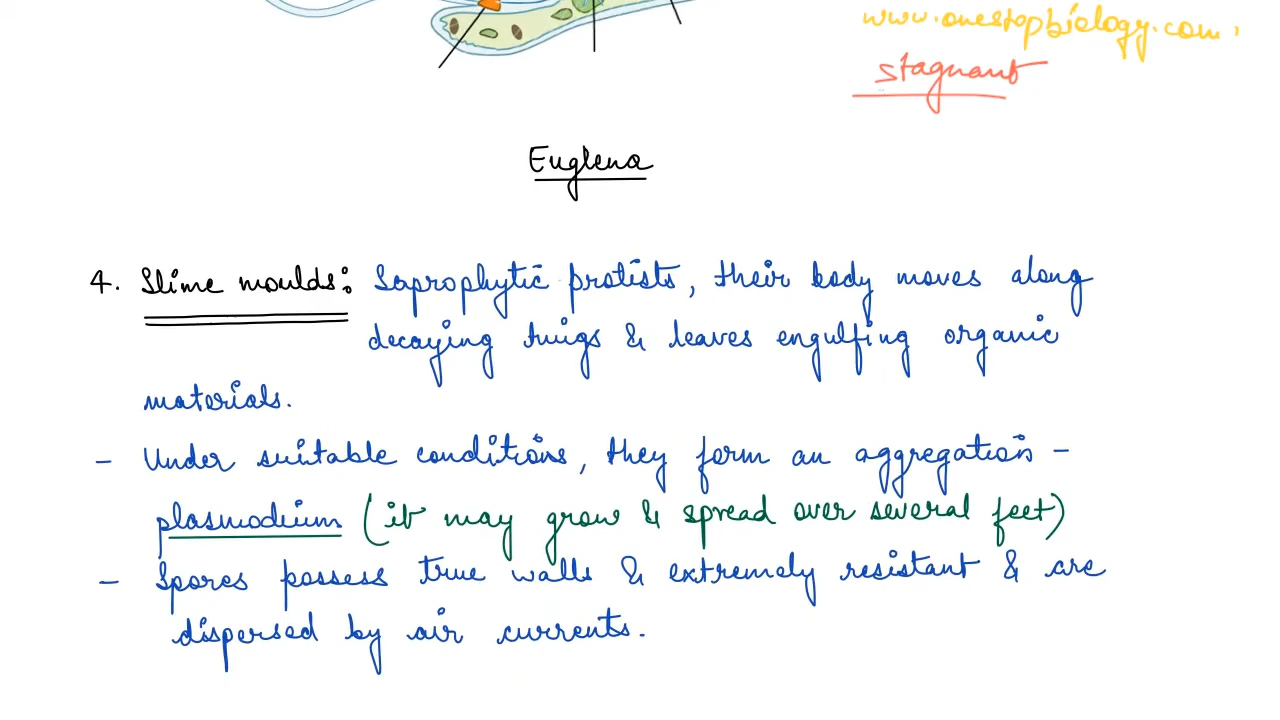 www.onestopbiology.com,
stagnant
Euglena
4. Slime moulds: Saprophytic protists, their body moves along
decaying twigs & leaves engulfing organic
materials.
- Under suitable conditions, they form an aggregation -
plasmodium (it may grow & spread over several feet)
- Spores possess true walls & extremely resistant & are
dispersed by air currents.